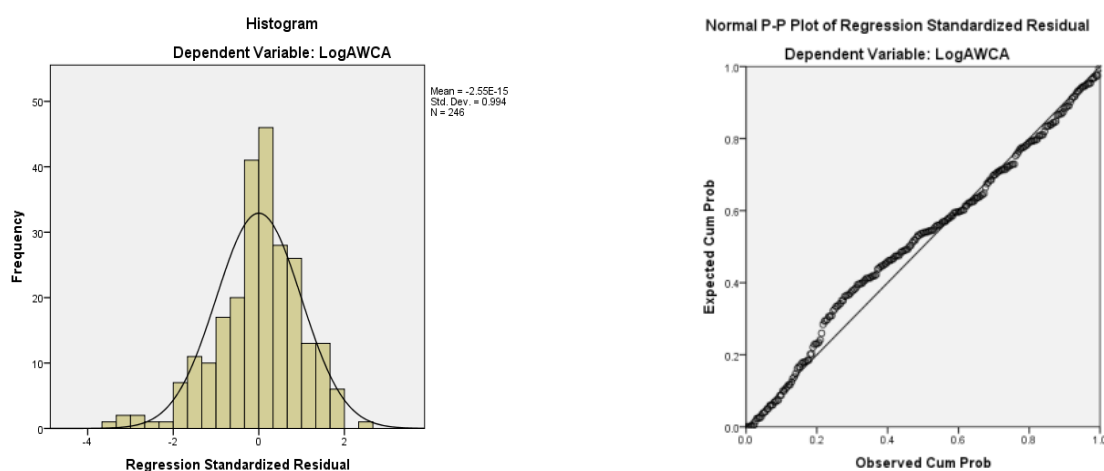 Histogram
Dependent Variable: LogAWCA
Mean = -2.55E-15
Std. Dev. = 0.994
N = 246
50
40
30
20
10
0
Frequency
-4
-2
0
2
4
Regression Standardized Residual
Normal P-P Plot of Regression Standardized Residual
Dependent Variable: LogAWCA
1.0
0.8
0.6
0.4
0.2
0.0
Expected Cum Prob
0.0
0.2
0.4
0.6
0.8
1.0
Observed Cum Prob